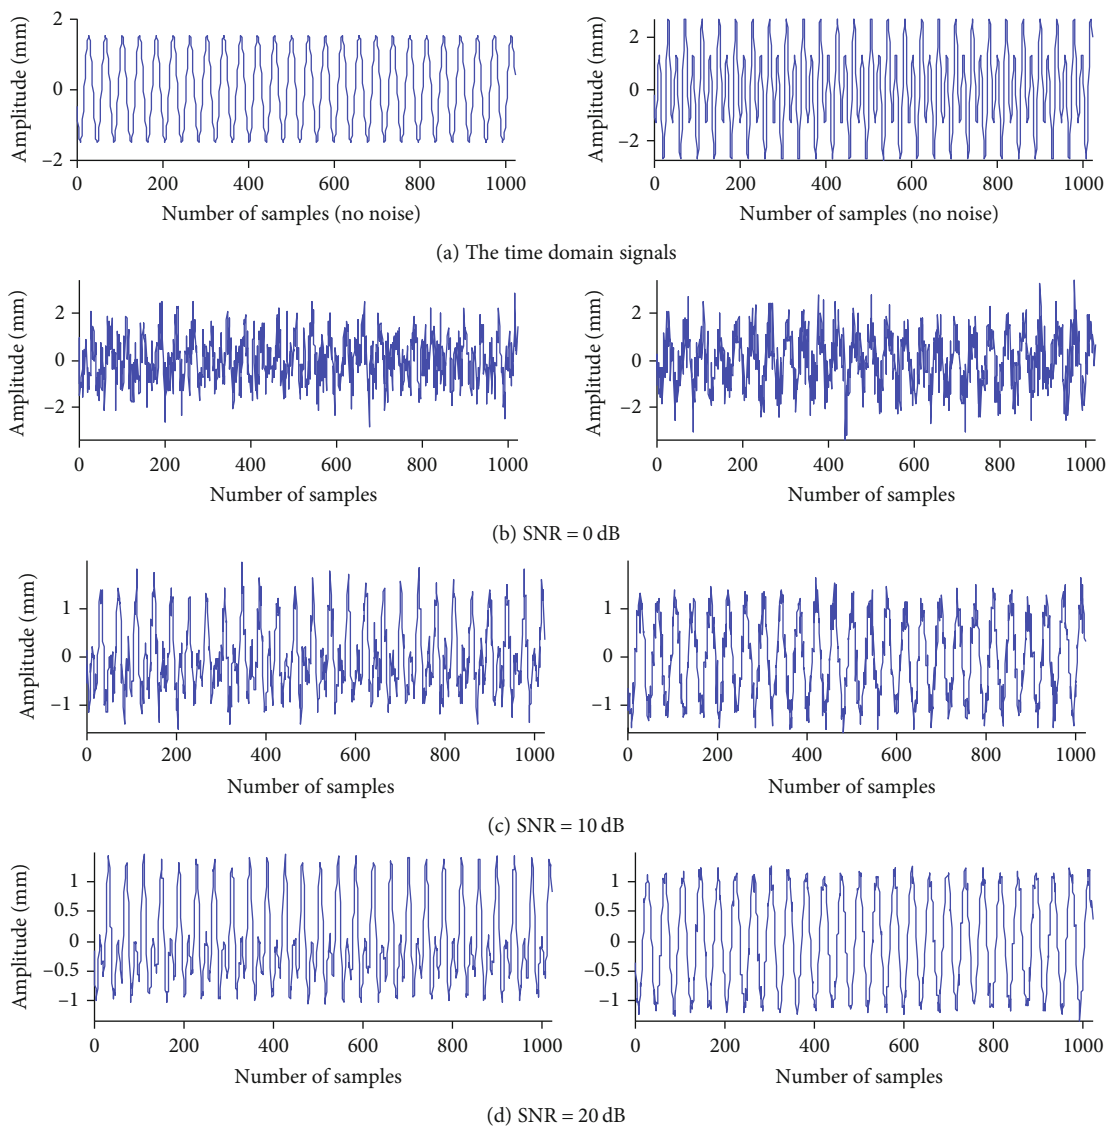 Amplitude (mm)
2
0
−2
0 200 400 600 800 1000
Number of samples (no noise)
Amplitude (mm)
2
0
−2
0 200 400 600 800 1000
Number of samples (no noise)
(a) The time domain signals
Amplitude (mm)
2
0
−2
0 200 400 600 800 1000
Number of samples
Amplitude (mm)
2
0
−2
0 200 400 600 800 1000
Number of samples
(b) SNR = 0 dB
Amplitude (mm)
1
0
−1
0 200 400 600 800 1000
Number of samples
Amplitude (mm)
1
0
−1
0 200 400 600 800 1000
Number of samples
(c) SNR = 10 dB
Amplitude (mm)
1
0.5
0
−0.5
−1
0 200 400 600 800 1000
Number of samples
Amplitude (mm)
1
0.5
0
−0.5
−1
0 200 400 600 800 1000
Number of samples
(d) SNR = 20 dB